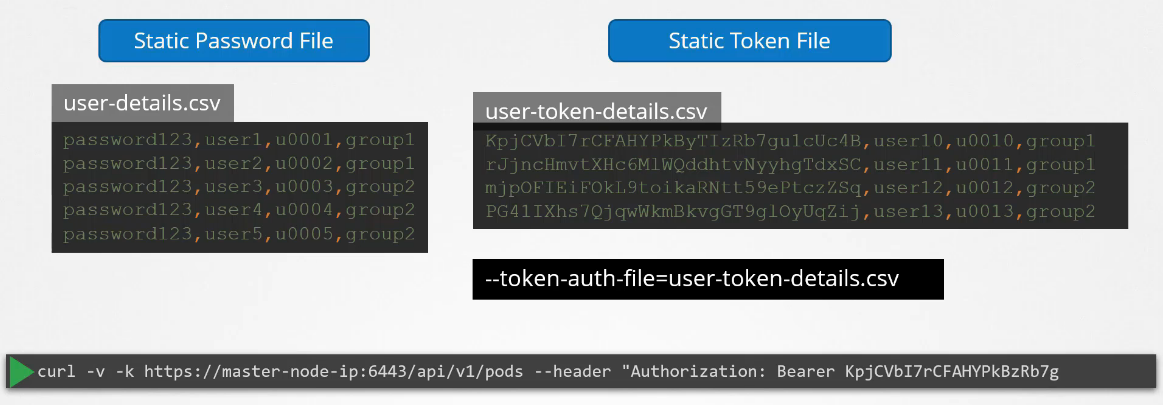 Static Password File
user-details.csv
password123,user1,u0001,group1
password123,user2,u0002,group1
password123,user3,u0003,group2
password123,user4,u0004,group2
password123,user5,u0005,group2
Static Token File
user-token-details.csv
KpjCVbI7rCFAHYPkByTIzRb7gu1cUc4B,user10,u0010,group1
rJjncHmvtXHc6MlWQddhtvNyyhgTdxSC,user11,u0011,group1
mjpOFIEiFOkL9toikaRNtt59ePtczZSq,user12,u0012,group2
PG41IXhs7QjqwWkmBkvgGT9glOyUqZij,user13,u0013,group2
--token-auth-file=user-token-details.csv
curl -v -k https://master-node-ip:6443/api/v1/pods --header "Authorization: Bearer KpjCVbI7rCFAHYPkBzRb7g